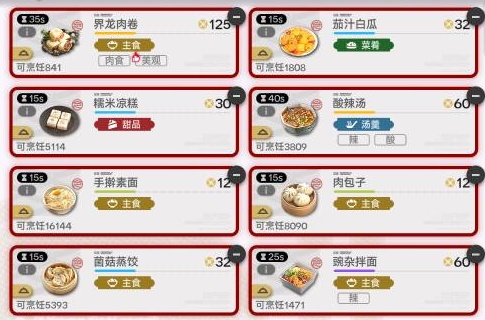 35s 界龙肉卷 125
主食
肉食 美观
可烹饪841
15s 茄汁白瓜 32
菜肴
可烹饪1808
15s 糯米凉糕 30
甜品
可烹饪5114
40s 酸辣汤 60
汤羹
辣 酸
可烹饪3809
15s 手擀素面 12
主食
可烹饪16144
15s 肉包子 12
主食
可烹饪8090
15s 菌菇蒸饺 32
主食
可烹饪5393
25s 豌杂拌面 60
主食
辣
可烹饪1471